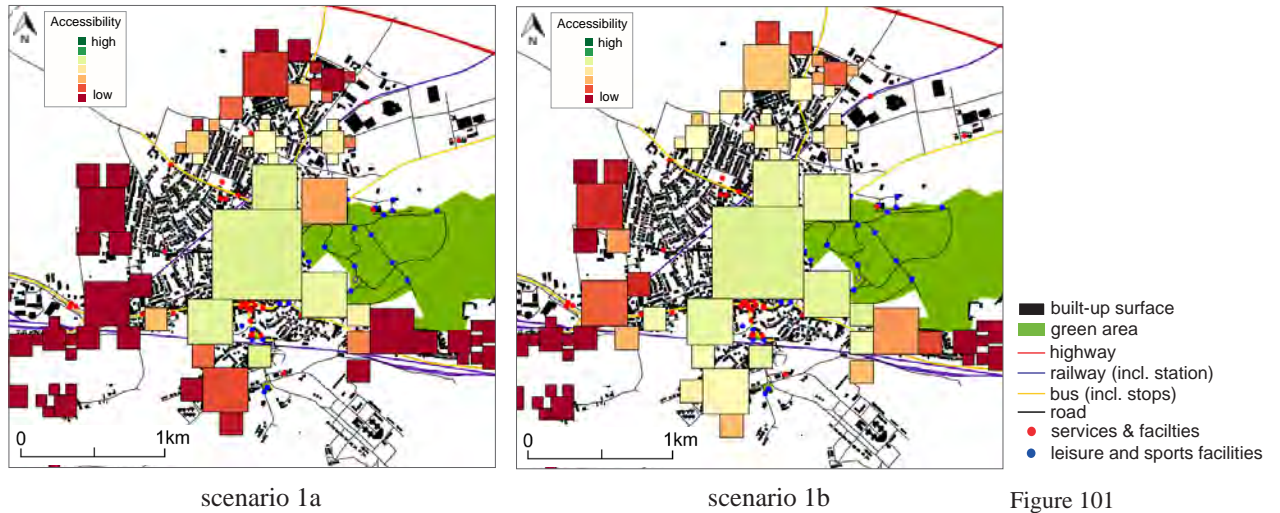 Accessibility
high
low
N
0
1km
scenario 1a
Accessibility
high
low
N
0
1km
scenario 1b
built-up surface
green area
highway
railway (incl. station)
bus (incl. stops)
road
services & facilties
leisure and sports facilities
Figure 101